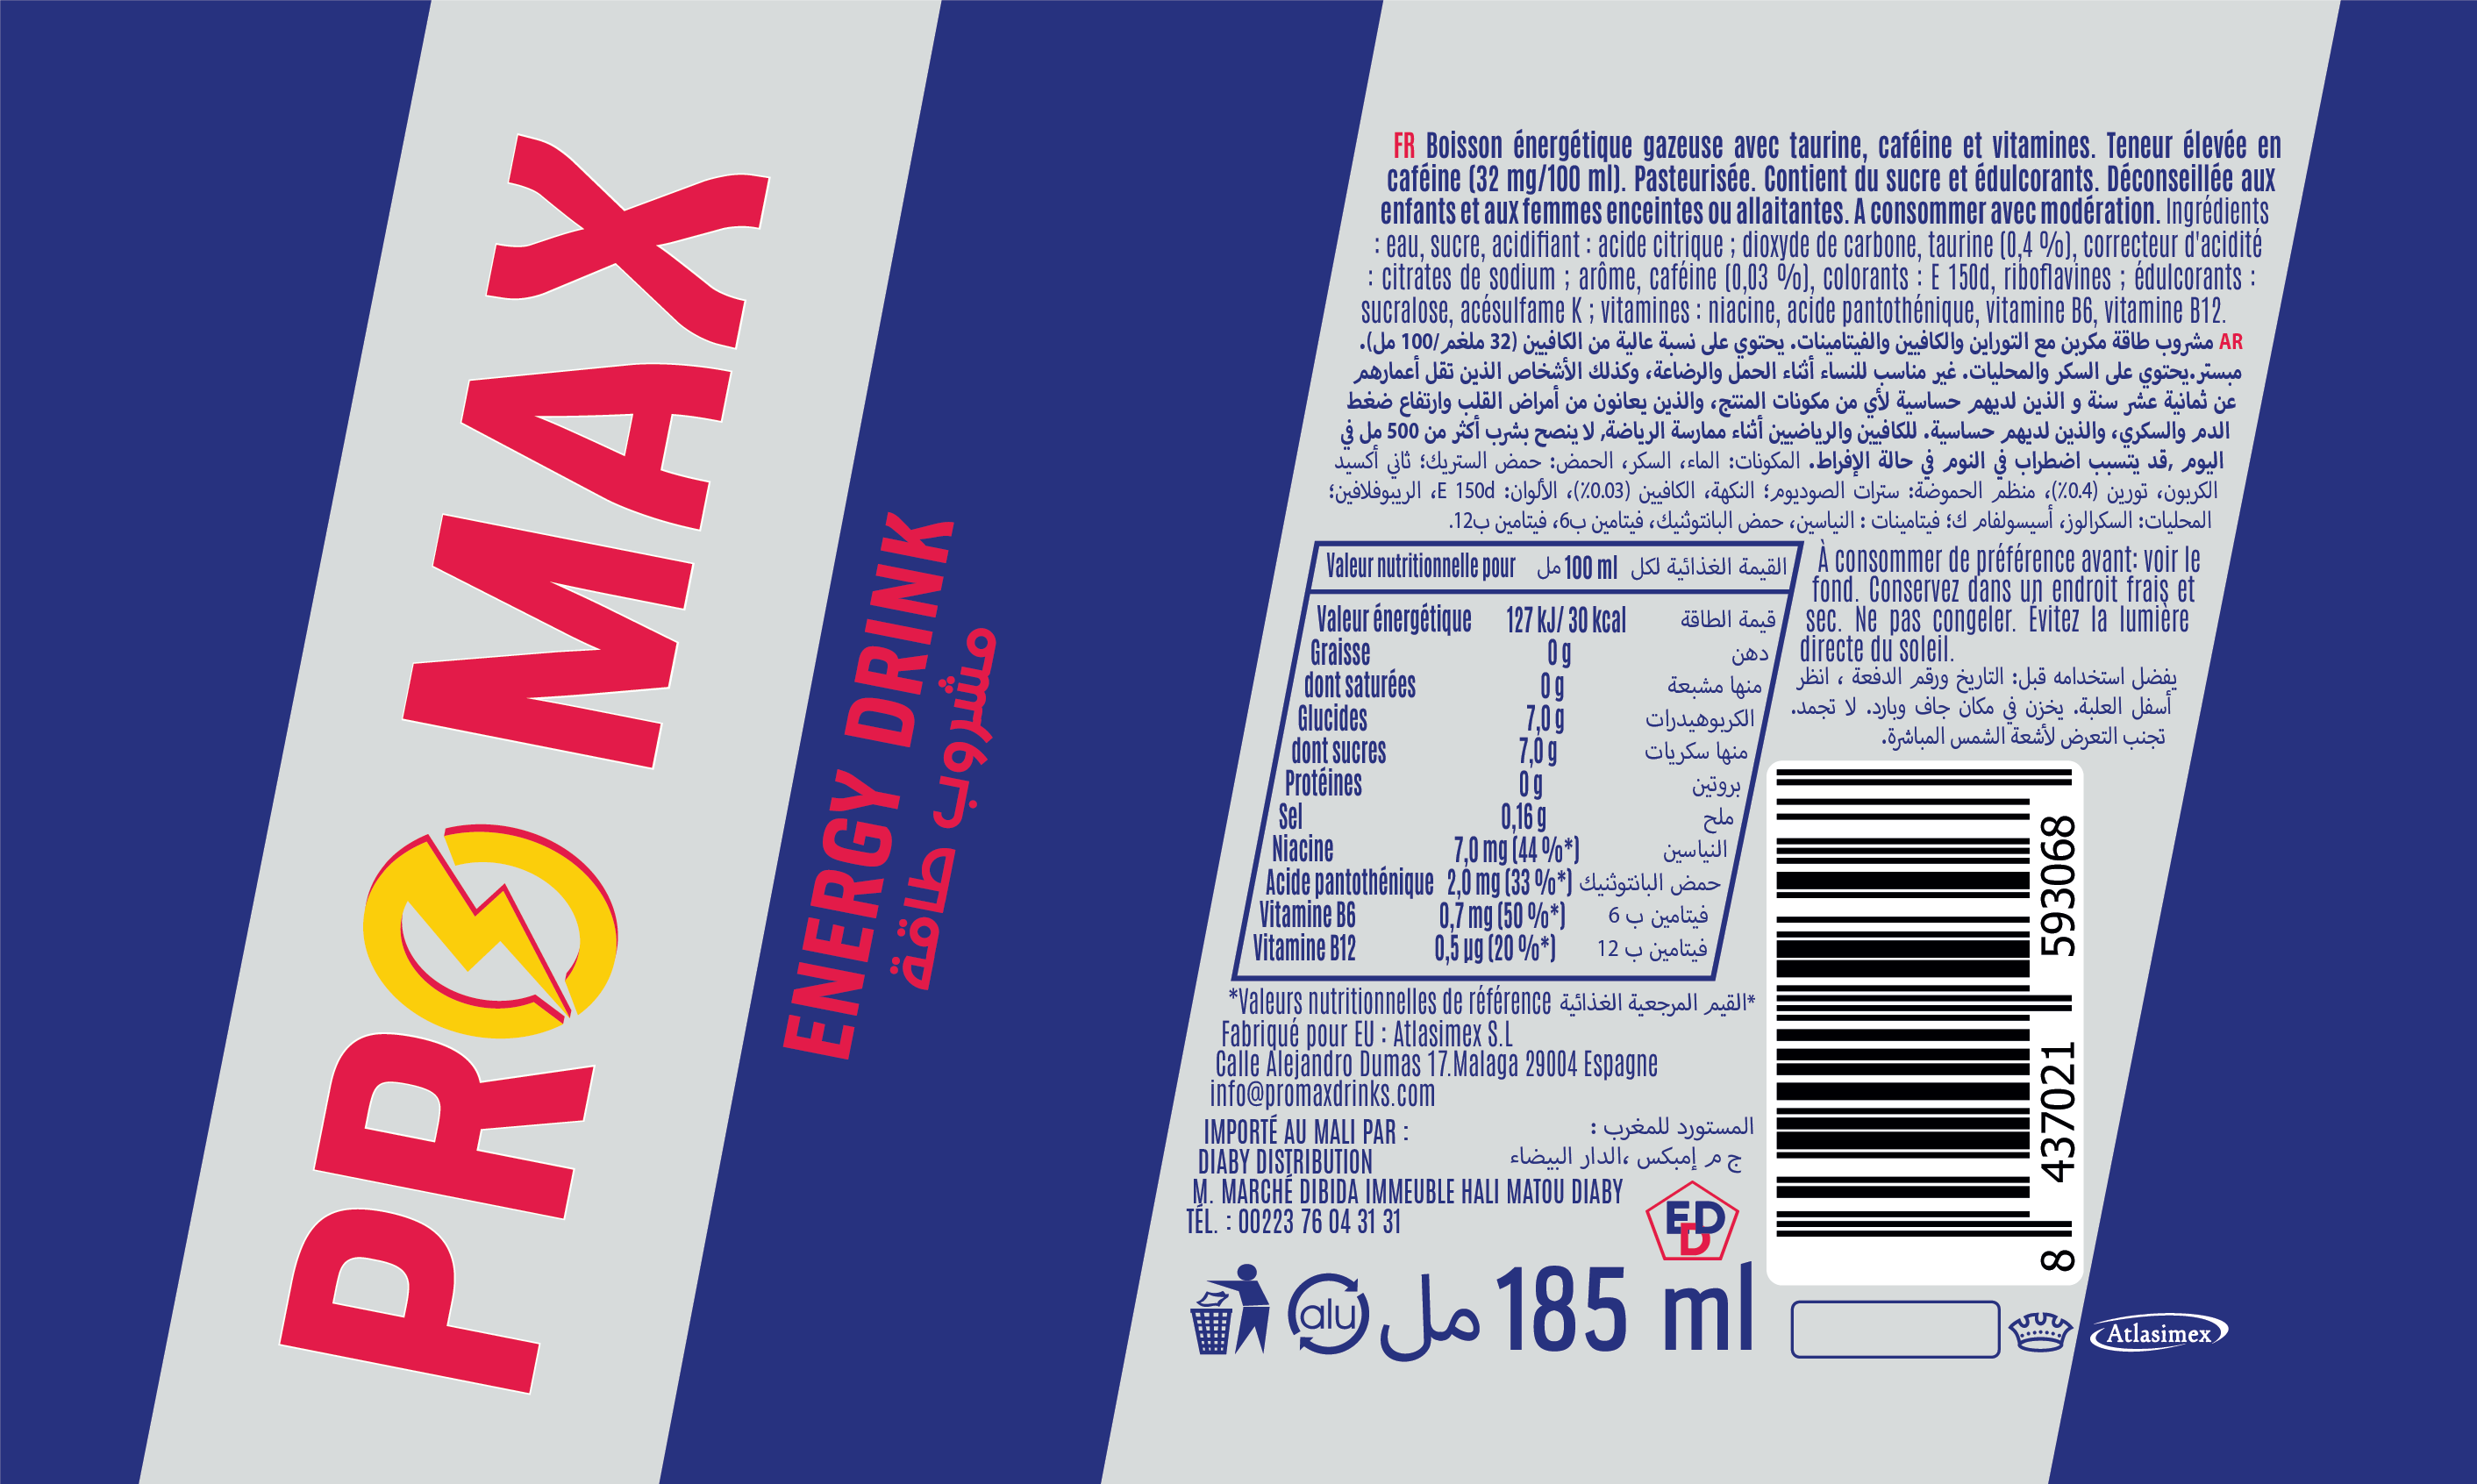 PRO MAX
ENERGY DRINK
مشروب طاقة
FR Boisson énergétique gazeuse avec taurine, caféine et vitamines. Teneur élevée en
caféine (32 mg/100 ml). Pasteurisée. Contient du sucre et édulcorants. Déconseillée aux
enfants et aux femmes enceintes ou allaitantes. A consommer avec modération. Ingrédients
: eau, sucre, acidifiant : acide citrique ; dioxyde de carbone, taurine (0,4 %), correcteur d'acidité
: citrates de sodium ; arôme, caféine (0,03 %), colorants : E 150d, riboflavines ; édulcorants :
sucralose, acésulfame K ; vitamines : niacine, acide pantothénique, vitamine B6, vitamine B12.
AR مشروب طاقة مكربن مع التوراين والكافيين والفيتامينات. يحتوي على نسبة عالية من الكافيين (32 ملغم/100 مل).
مبستر.يحتوي على السكر والمحليات. غير مناسب للنساء أثناء الحمل والرضاعة، وكذلك الأشخاص الذين تقل أعمارهم
عن ثمانية عشر سنة و الذين لديهم حساسية لأي من مكونات المنتج، والذين يعانون من أمراض القلب وارتفاع ضغط
الدم والسكري، والذين لديهم حساسية. للكافيين والرياضيين أثناء ممارسة الرياضة, لا ينصح بشرب أكثر من 500 مل في
اليوم ,قد يتسبب اضطراب في النوم في حالة الإفراط. المكونات: الماء، السكر، الحمض: حمض الستريك؛ ثاني أكسيد
الكربون، تورين (0.4٪)، منظم الحموضة: سترات الصوديوم؛ النكهة، الكافيين (0.03٪)، الألوان: E 150d، الريبوفلافين؛
المحليات: السكرالوز، أسيسولفام ك؛ فيتامينات : النياسين، حمض البانتوثنيك، فيتامين ب6، فيتامين ب12.
Valeur nutritionnelle pour 100 ml مل القيمة الغذائية لكل
Valeur énergétique 127 kJ/ 30 kcal قيمة الطاقة
Graisse 0 g دهن
dont saturées 0 g منها مشبعة
Glucides 7,0 g الكربوهيدرات
dont sucres 7,0 g منها سكريات
Protéines 0 g بروتين
Sel 0,16 g ملح
Niacine 7,0 mg (44 %*) النياسين
Acide pantothénique 2,0 mg (33 %*) حمض البانتوثنيك
Vitamine B6 0,7 mg (50 %*) فيتامين ب 6
Vitamine B12 0,5 µg (20 %*) فيتامين ب 12
À consommer de préférence avant: voir le
fond. Conservez dans un endroit frais et
sec. Ne pas congeler. Évitez la lumière
directe du soleil.
يفضل استخدامه قبل: التاريخ ورقم الدفعة ، انظر
أسفل العلبة. يخزن في مكان جاف وبارد. لا تجمد.
تجنب التعرض لأشعة الشمس المباشرة.
*Valeurs nutritionnelles de référence *القيم المرجعية الغذائية
Fabriqué pour EU : Atlasimex S.L
Calle Alejandro Dumas 17.Malaga 29004 Espagne
info@promaxdrinks.com
IMPORTÉ AU MALI PAR :
DIABY DISTRIBUTION
M. MARCHÉ DIBIDA IMMEUBLE HALI MATOU DIABY
TÉL. : 00223 76 04 31 31
المستورد للمغرب :
ج م إمبكس ،الدار البيضاء
EDD
alu
185 ml مل
8 437021 593068
Atlasimex